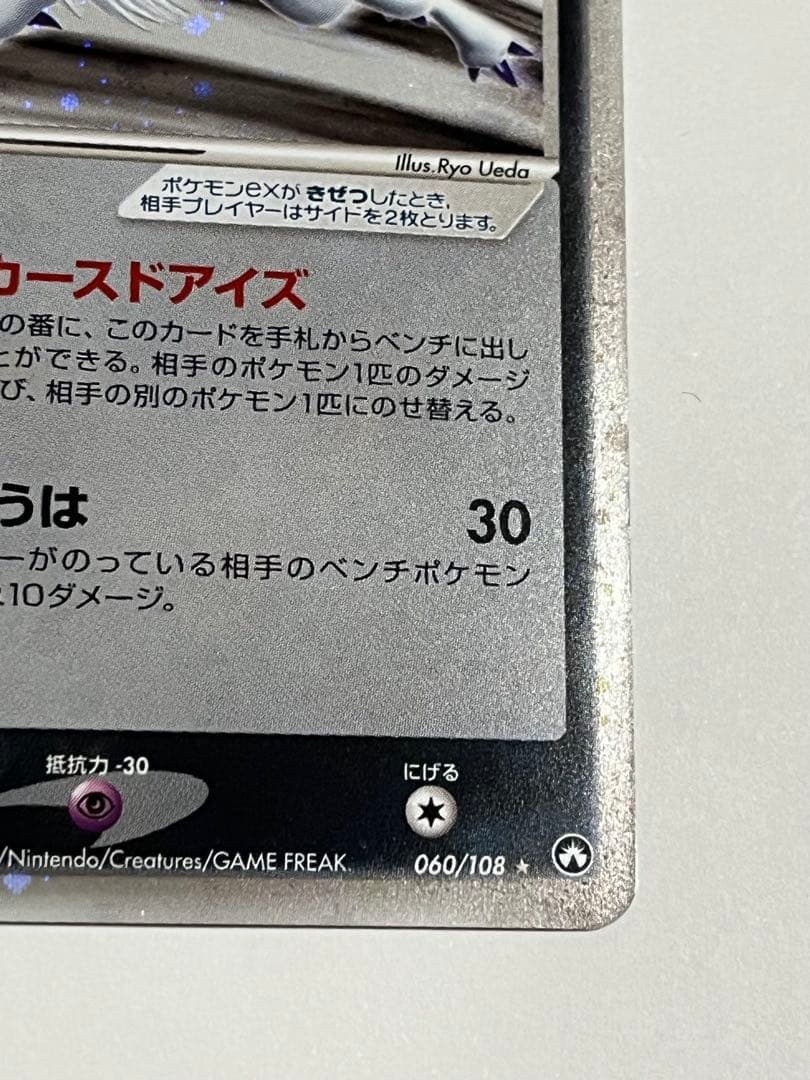 Illus.Ryo Ueda
ポケモンexが きぜつしたとき,
相手プレイヤーはサイドを2枚とります。
カースドアイズ
の番に、このカードを手札からベンチに出し
とができる。相手のポケモン1匹のダメージ
び、相手の別のポケモン1匹にのせ替える。
うは 30
ーがのっている相手のベンチポケモン
10ダメージ。
抵抗力 -30
にげる
/Nintendo/Creatures/GAME FREAK.
060/108 ★